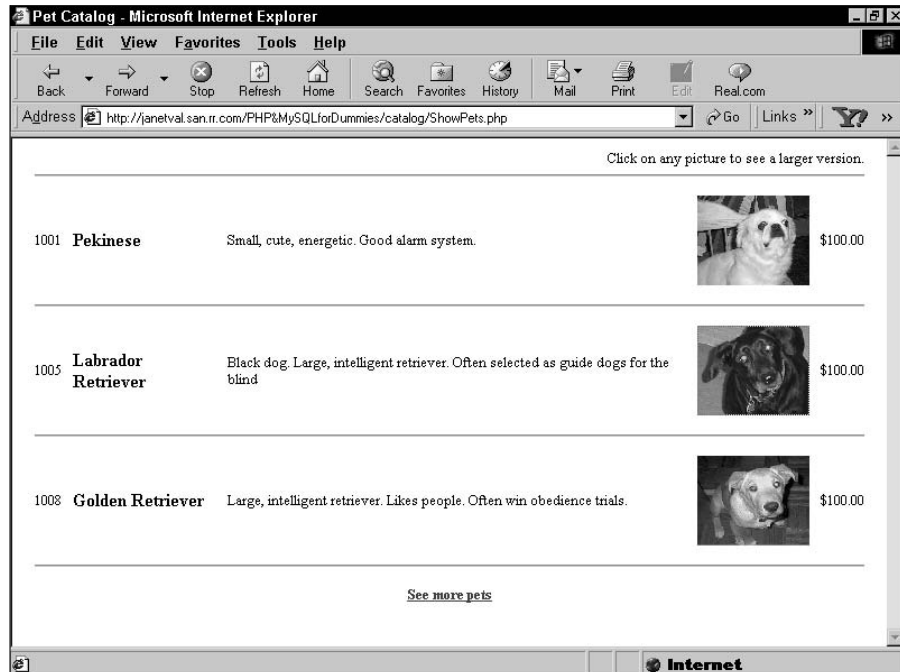 Pet Catalog - Microsoft Internet Explorer
File Edit View Favorites Tools Help
Back Forward Stop Refresh Home Search Favorites History Mail Print Edit Real.com
Address http://janetval.san.rr.com/PHP&MySQLforDummies/catalog/ShowPets.php Go Links » Y! »
Click on any picture to see a larger version.
1001 Pekinese Small, cute, energetic. Good alarm system. $100.00
1005 Labrador Retriever Black dog. Large, intelligent retriever. Often selected as guide dogs for the
blind $100.00
1008 Golden Retriever Large, intelligent retriever. Likes people. Often win obedience trials. $100.00
See more pets
Internet